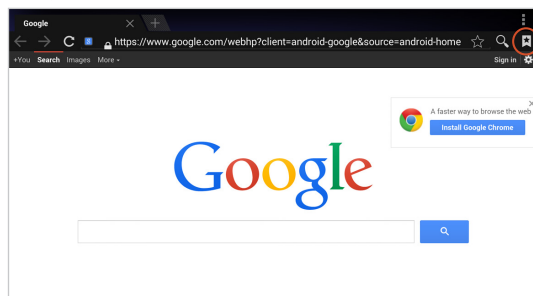 Google
https://www.google.com/webhp?client=android-google&source=android-home
+You Search Images More
Sign in
A faster way to browse the web
Install Google Chrome
Google